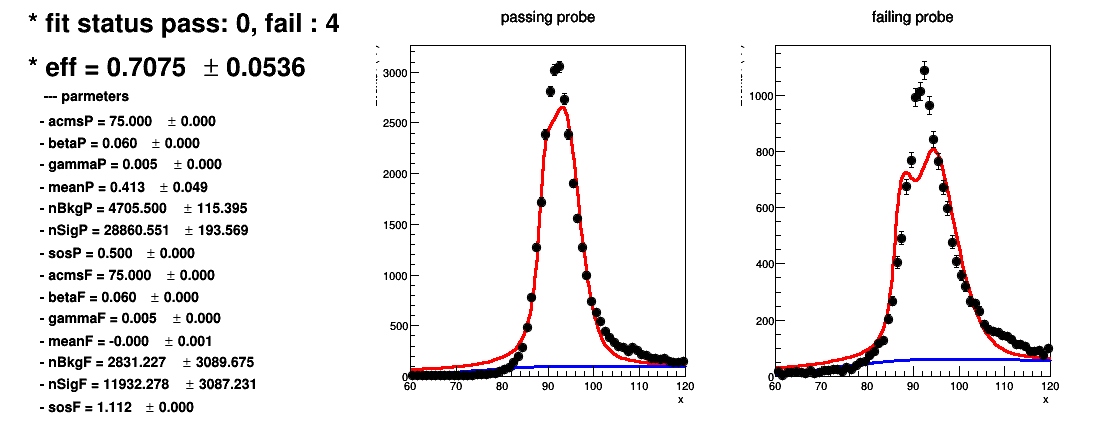 * fit status pass: 0, fail : 4
* eff = 0.7075 ± 0.0536
--- parmeters
- acmsP = 75.000 ± 0.000
- betaP = 0.060 ± 0.000
- gammaP = 0.005 ± 0.000
- meanP = 0.413 ± 0.049
- nBkgP = 4705.500 ± 115.395
- nSigP = 28860.551 ± 193.569
- sosP = 0.500 ± 0.000
- acmsF = 75.000 ± 0.000
- betaF = 0.060 ± 0.000
- gammaF = 0.005 ± 0.000
- meanF = -0.000 ± 0.001
- nBkgF = 2831.227 ± 3089.675
- nSigF = 11932.278 ± 3087.231
- sosF = 1.112 ± 0.000
passing probe
3000
2500
2000
1500
1000
500
0
60 70 80 90 100 110 120
x
failing probe
1000
800
600
400
200
0
60 70 80 90 100 110 120
x